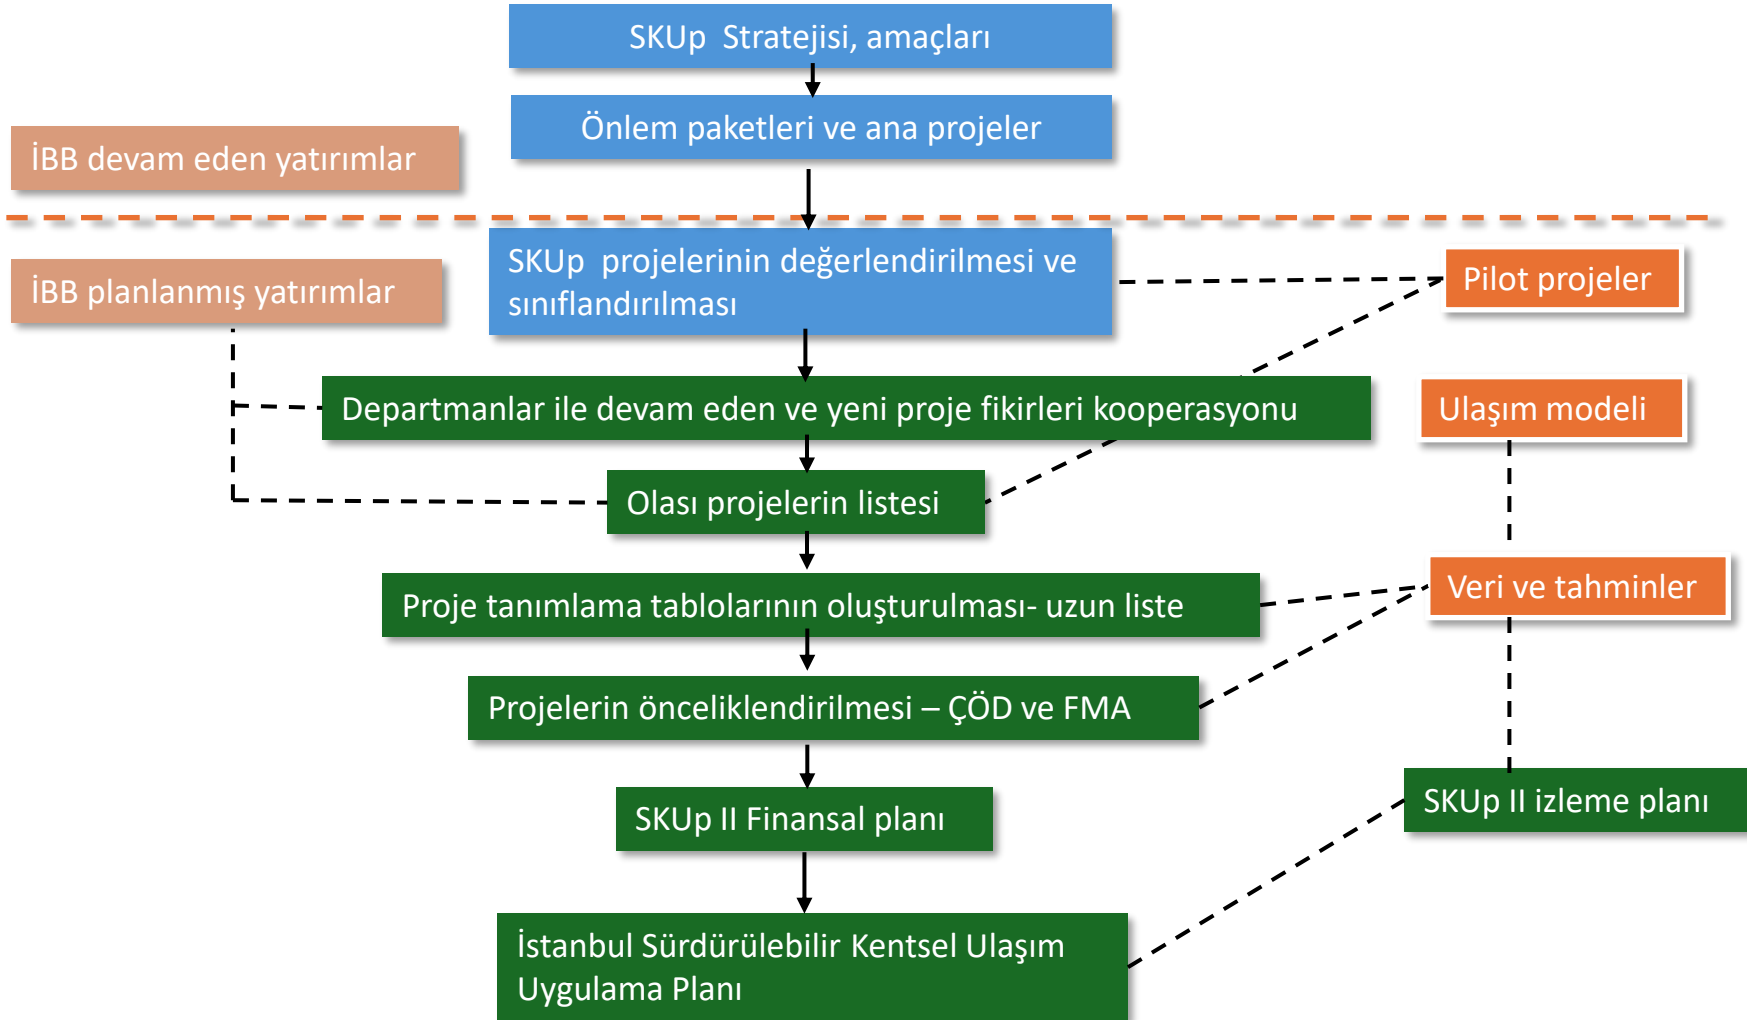 SKUp  Stratejisi, amaçları
Önlem paketleri ve ana projeler
İBB devam eden yatırımlar
SKUp  projelerinin değerlendirilmesi ve
sınıflandırılması
İBB planlanmış yatırımlar
Pilot projeler
Departmanlar ile devam eden ve yeni proje fikirleri kooperasyonu
Ulaşım modeli
Olası projelerin listesi
Proje tanımlama tablolarının oluşturulması- uzun liste
Veri ve tahminler
Projelerin önceliklendirilmesi – ÇÖD ve FMA
SKUp II Finansal planı
SKUp II izleme planı
İstanbul Sürdürülebilir Kentsel Ulaşım
Uygulama Planı